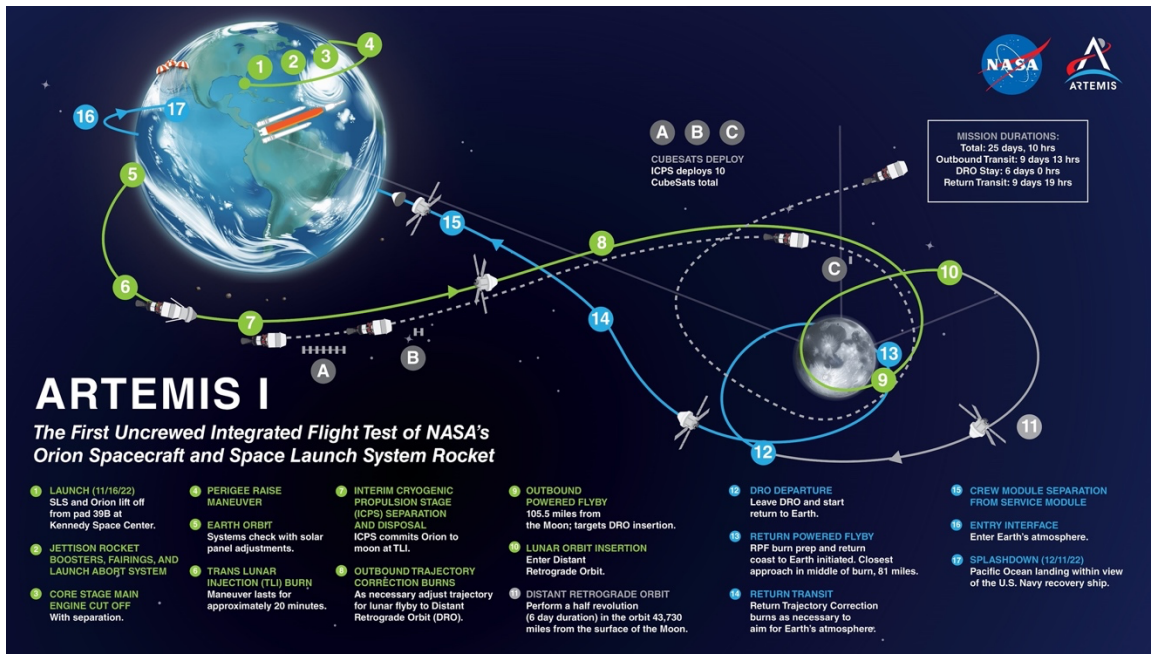 1
2
3
4
16
17
5
6
7
A
B
15
8
14
A B C
CUBESATS DEPLOY
ICPS deploys 10
CubeSats total
C
10
13
9
12
11
NASA
ARTEMIS
MISSION DURATIONS:
Total: 25 days, 10 hrs
Outbound Transit: 9 days 13 hrs
DRO Stay: 6 days 0 hrs
Return Transit: 9 days 19 hrs
ARTEMIS I
The First Uncrewed Integrated Flight Test of NASA's
Orion Spacecraft and Space Launch System Rocket
1 LAUNCH (11/16/22)
SLS and Orion lift off
from pad 39B at
Kennedy Space Center.
2 JETTISON ROCKET
BOOSTERS, FAIRINGS, AND
LAUNCH ABORT SYSTEM
3 CORE STAGE MAIN
ENGINE CUT OFF
With separation.
4 PERIGEE RAISE
MANEUVER
5 EARTH ORBIT
Systems check with solar
panel adjustments.
6 TRANS LUNAR
INJECTION (TLI) BURN
Maneuver lasts for
approximately 20 minutes.
7 INTERIM CRYOGENIC
PROPULSION STAGE
(ICPS) SEPARATION
AND DISPOSAL
ICPS commits Orion to
moon at TLI.
8 OUTBOUND TRAJECTORY
CORRECTION BURNS
As necessary adjust trajectory
for lunar flyby to Distant
Retrograde Orbit (DRO).
9 OUTBOUND
POWERED FLYBY
105.5 miles from
the Moon; targets DRO insertion.
10 LUNAR ORBIT INSERTION
Enter Distant
Retrograde Orbit.
11 DISTANT RETROGRADE ORBIT
Perform a half revolution
(6 day duration) in the orbit 43,730
miles from the surface of the Moon.
12 DRO DEPARTURE
Leave DRO and start
return to Earth.
13 RETURN POWERED FLYBY
RPF burn prep and return
coast to Earth initiated. Closest
approach in middle of burn, 81 miles.
14 RETURN TRANSIT
Return Trajectory Correction
burns as necessary to
aim for Earth's atmosphere.
15 CREW MODULE SEPARATION
FROM SERVICE MODULE
16 ENTRY INTERFACE
Enter Earth's atmosphere.
17 SPLASHDOWN (12/11/22)
Pacific Ocean landing within view
of the U.S. Navy recovery ship.